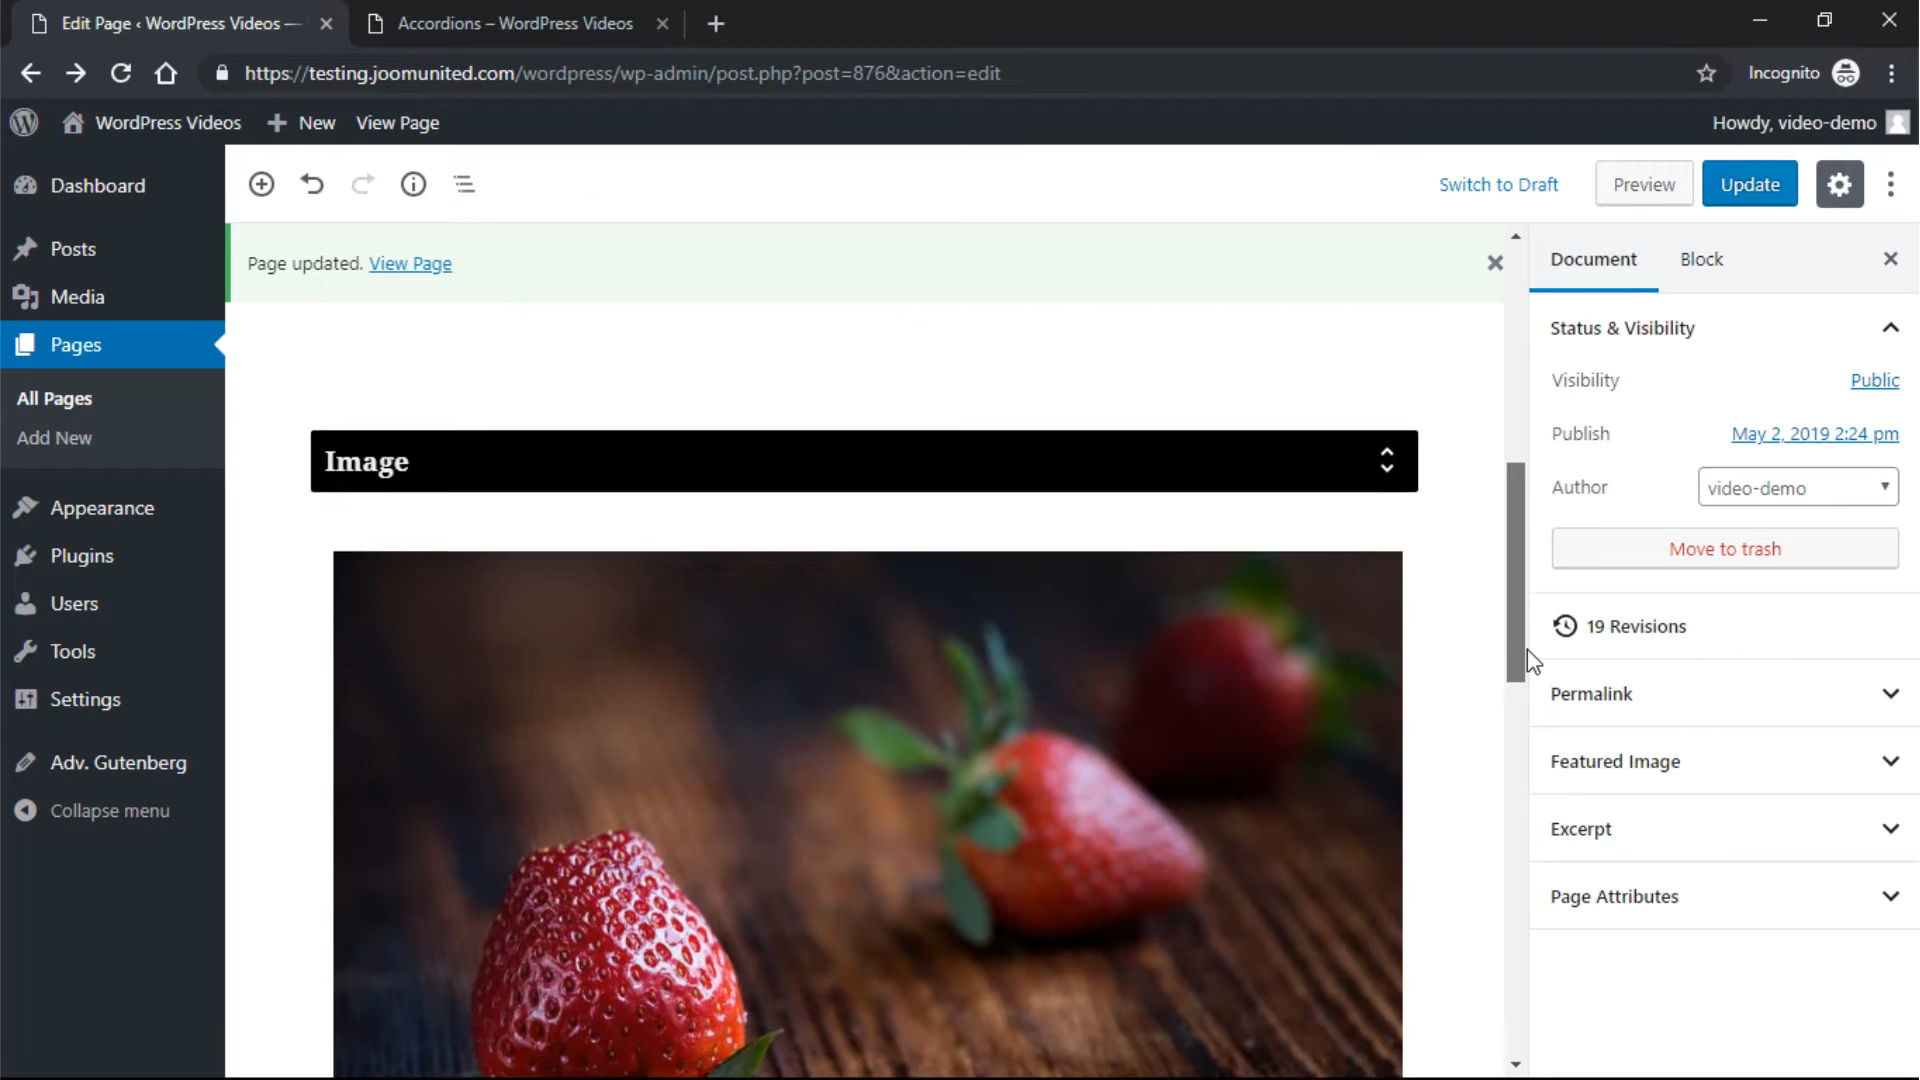 Edit Page ‹ WordPress Videos —
Accordions – WordPress Videos
https://testing.joomunited.com/wordpress/wp-admin/post.php?post=876&action=edit
Incognito
WordPress Videos
New
View Page
Howdy, video-demo
Dashboard
Posts
Media
Pages
All Pages
Add New
Appearance
Plugins
Users
Tools
Settings
Adv. Gutenberg
Collapse menu
Switch to Draft
Preview
Update
Page updated. View Page
Image
Document
Block
Status & Visibility
Visibility
Public
Publish
May 2, 2019 2:24 pm
Author
video-demo
Move to trash
19 Revisions
Permalink
Featured Image
Excerpt
Page Attributes